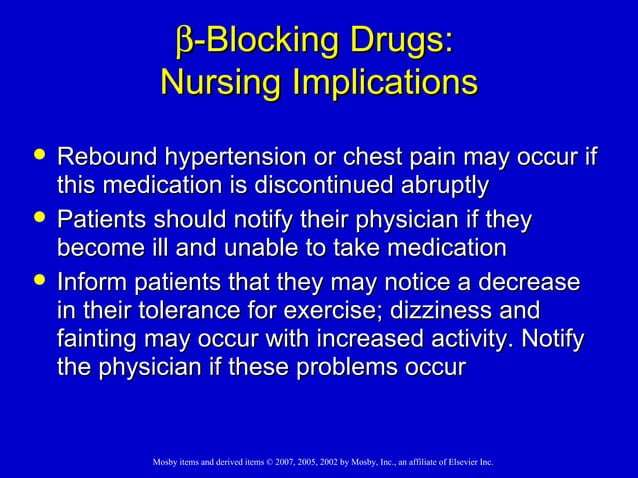 β-Blocking Drugs:
Nursing Implications
Rebound hypertension or chest pain may occur if
this medication is discontinued abruptly
Patients should notify their physician if they
become ill and unable to take medication
Inform patients that they may notice a decrease
in their tolerance for exercise; dizziness and
fainting may occur with increased activity. Notify
the physician if these problems occur
Mosby items and derived items © 2007, 2005, 2002 by Mosby, Inc., an affiliate of Elsevier Inc.